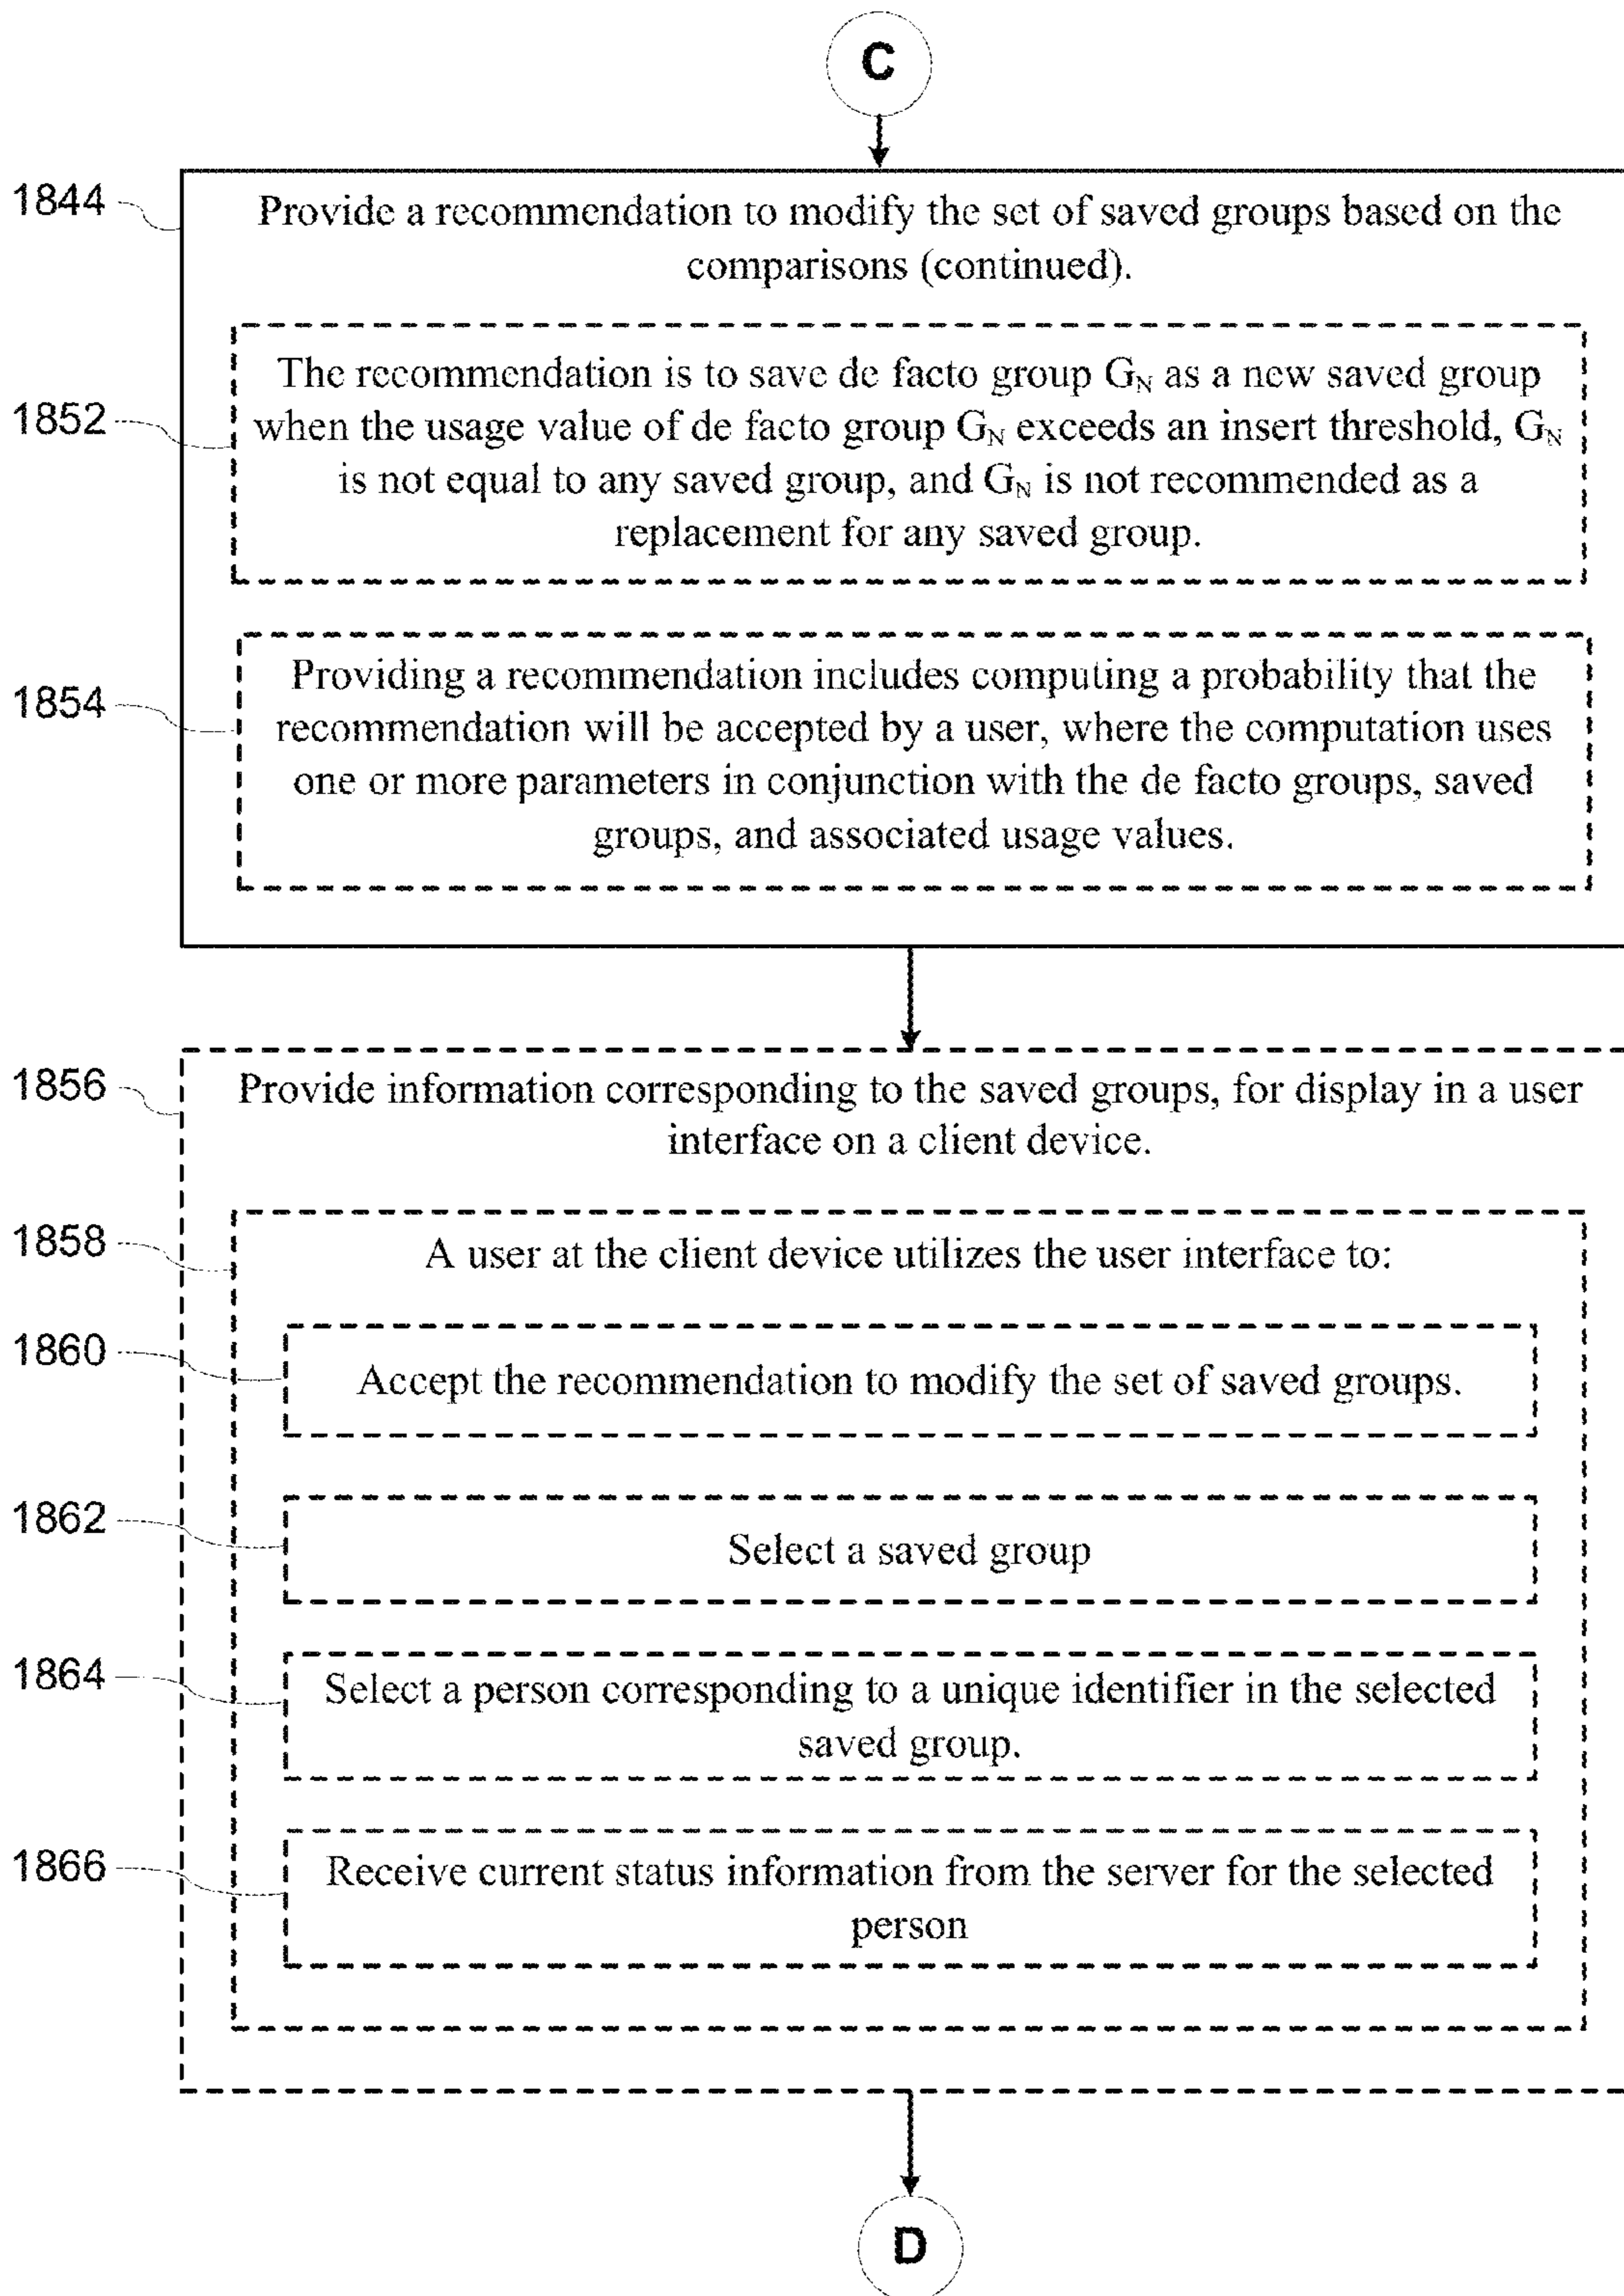 C
1844
Provide a recommendation to modify the set of saved groups based on the
comparisons (continued).
1852
The recommendation is to save de facto group G_N as a new saved group
when the usage value of de facto group G_N exceeds an insert threshold, G_N
is not equal to any saved group, and G_N is not recommended as a
replacement for any saved group.
1854
Providing a recommendation includes computing a probability that the
recommendation will be accepted by a user, where the computation uses
one or more parameters in conjunction with the de facto groups, saved
groups, and associated usage values.
1856
Provide information corresponding to the saved groups, for display in a user
interface on a client device.
1858
A user at the client device utilizes the user interface to:
1860
Accept the recommendation to modify the set of saved groups.
1862
Select a saved group
1864
Select a person corresponding to a unique identifier in the selected
saved group.
1866
Receive current status information from the server for the selected
person
D